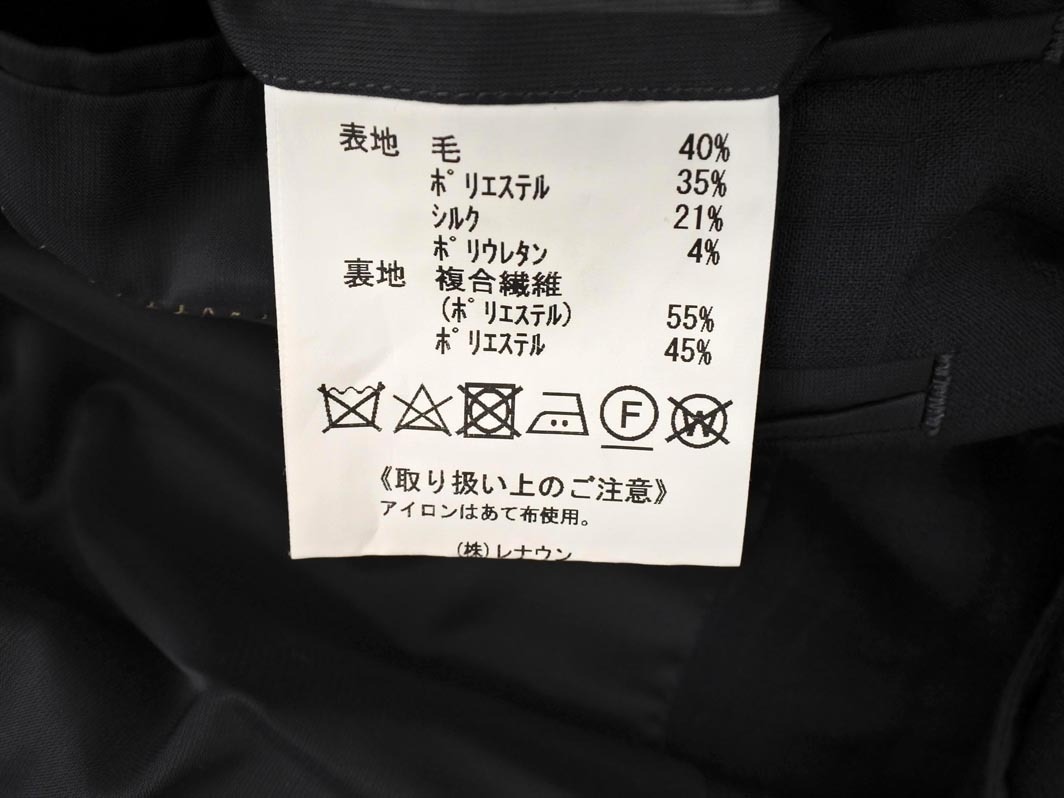 表地 毛 40%
ポリエステル 35%
シルク 21%
ポリウレタン 4%
裏地 複合繊維
(ポリエステル) 55%
ポリエステル 45%
F W
《取り扱い上のご注意》
アイロンはあて布使用。
(株)レナウン